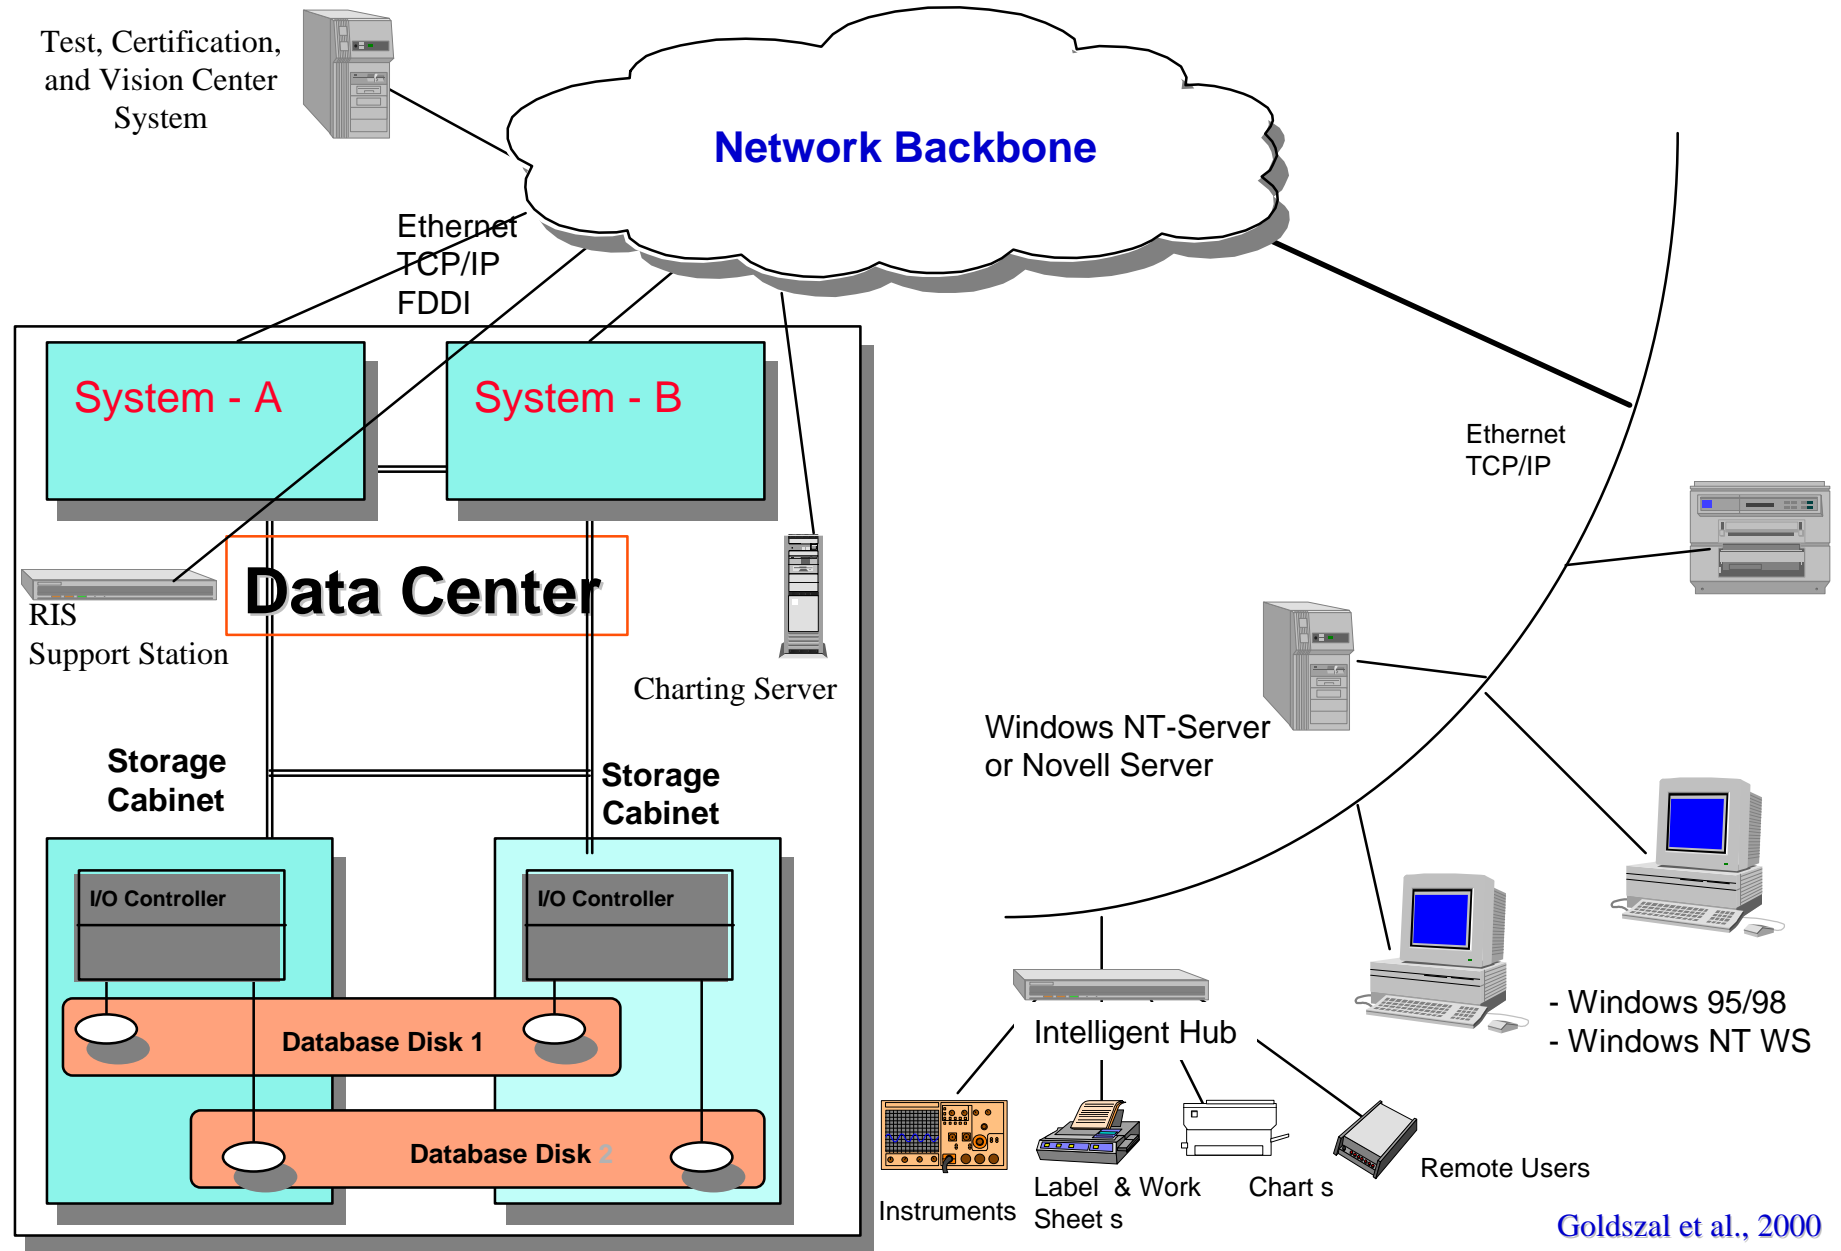 Test, Certification,
and Vision Center
System
Network Backbone
Ethernet
TCP/IP
FDDI
System - A
System - B
Ethernet
TCP/IP
Data Center
RIS
Support Station
Charting Server
Windows NT-Server
or Novell Server
Storage
Cabinet
Storage
Cabinet
I/O Controller
I/O Controller
- Windows 95/98
- Windows NT WS
Intelligent Hub
Database Disk 1
Database Disk 2
Instruments
Label & Work
Sheet s
Chart s
Remote Users
Goldszal et al., 2000